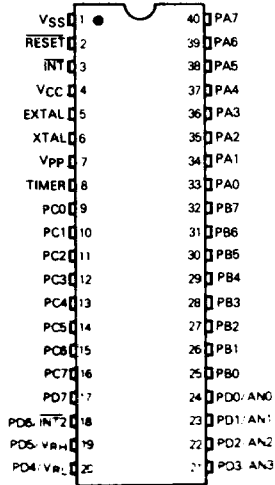 VSS 1 40 PA7
RESET 2 39 PA6
INT 3 38 PA5
VCC 4 37 PA4
EXTAL 5 36 PA3
XTAL 6 35 PA2
VPP 7 34 PA1
TIMER 8 33 PA0
PC0 9 32 PB7
PC1 10 31 PB6
PC2 11 30 PB5
PC3 12 29 PB4
PC4 13 28 PB3
PC5 14 27 PB2
PC6 15 26 PB1
PC7 16 25 PB0
PD7 17 24 PD0/AN0
PD6/INT2 18 23 PD1/AN1
PD5/VRH 19 22 PD2/AN2
PD4/VRL 20 21 PD3/AN3